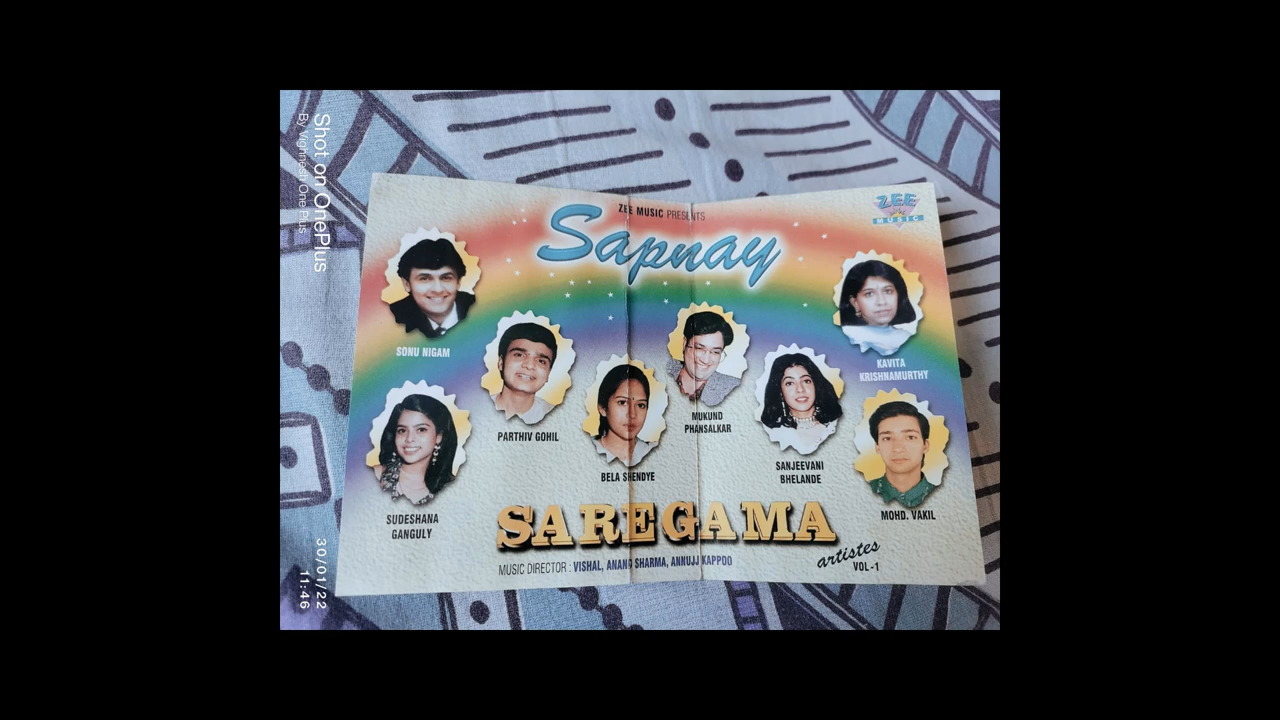 ZEE MUSIC PRESENTS
Sapnay
ZEE
MUSIC
SONU NIGAM
KAVITA
KRISHNAMURTHY
PARTHIV GOHIL
MUKUND
PHANSALKAR
BELA SHENDYE
SANJEEVANI
BHELANDE
SUDESHANA
GANGULY
MOHD. VAKIL
SAREGAMA
artistes
VOL-1
MUSIC DIRECTOR : VISHAL, ANAND SHARMA, ANNUJJ KAPPOO
Shot on OnePlus
By Vighnesh One Plus
30/01/22
11:46